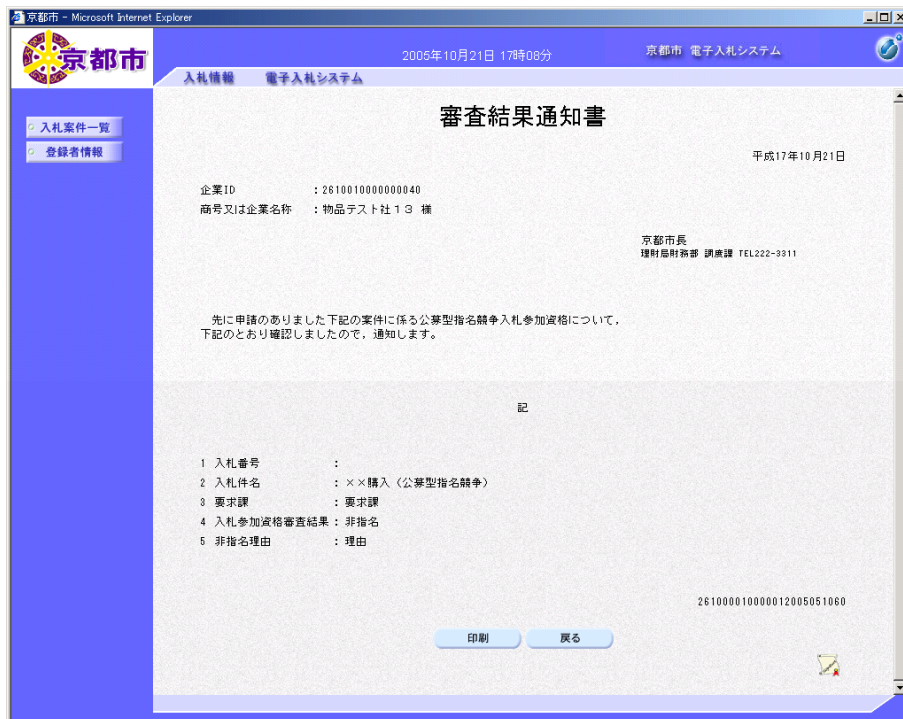 京都市 - Microsoft Internet Explorer
京都市
2005年10月21日 17時08分
京都市 電子入札システム
入札情報 電子入札システム
入札案件一覧
登録者情報
審査結果通知書
平成17年10月21日
企業ID :2610010000000040
商号又は企業名称 :物品テスト社13 様
京都市長
理財局財務部 調度課 TEL222-3311
先に申請のありました下記の案件に係る公募型指名競争入札参加資格について,
下記のとおり確認しましたので,通知します。
記
1 入札番号 :
2 入札件名 :××購入(公募型指名競争)
3 要求課 :要求課
4 入札参加資格審査結果:非指名
5 非指名理由 :理由
261000010000012005051060
印刷 戻る